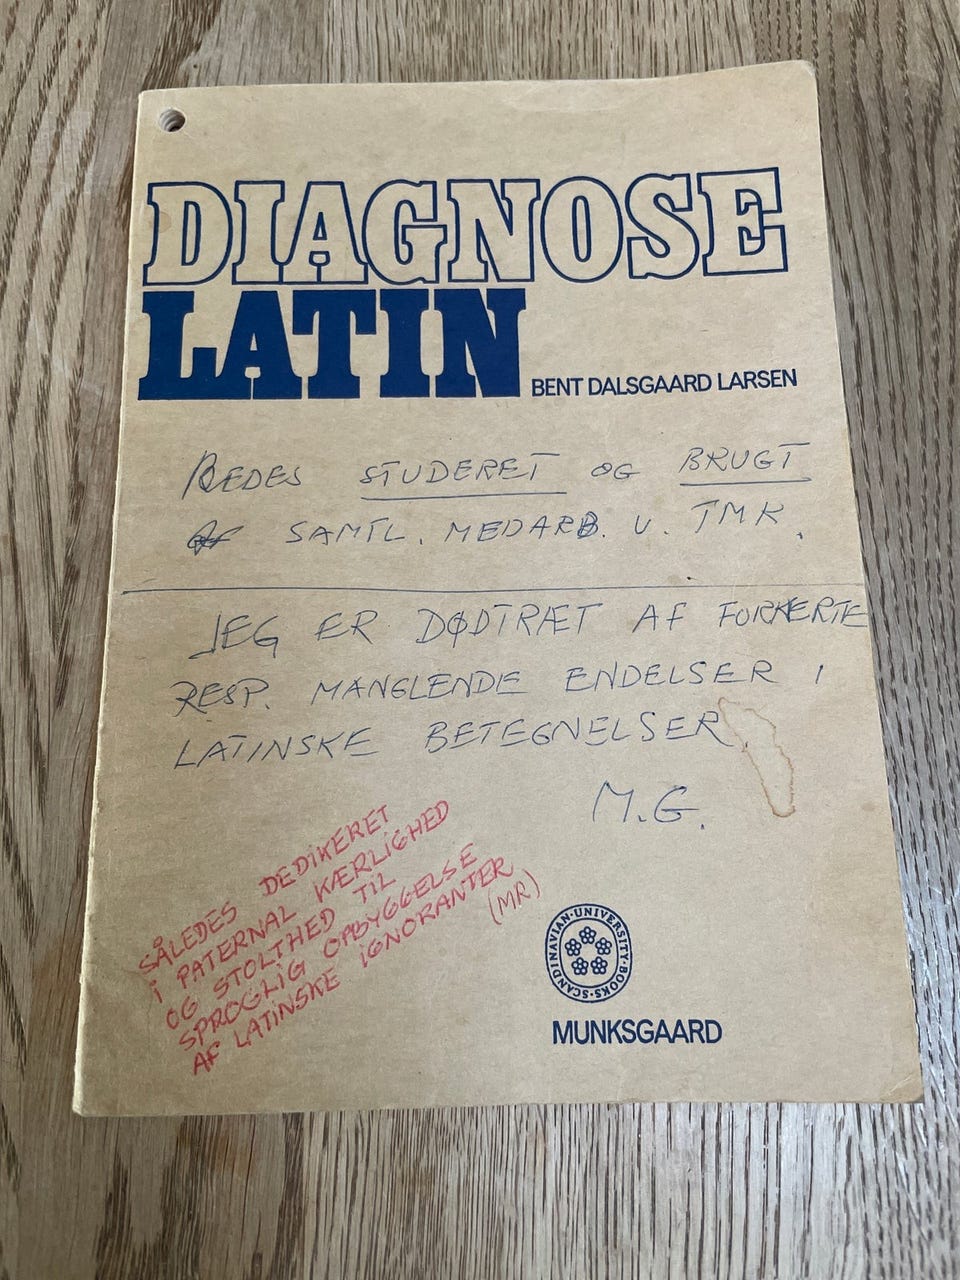 DIAGNOSE
LATIN
BENT DALSGAARD LARSEN
BEDES STUDERET OG BRUGT
AF SAMTL. MEDARB. V. TMK.
JEG ER DØDTRÆT AF FORKERTE
RESP. MANGLENDE ENDELSER I
LATINSKE BETEGNELSER.
M.G.
SÅLEDES DEDIKERET
I PATERNAL KÆRLIGHED
OG STOLTHED TIL
SPROGLIG OPBYGGELSE
AF LATINSKE IGNORANTER
(MR)
SCANDINAVIAN·UNIVERSITY·BOOKS·
MUNKSGAARD